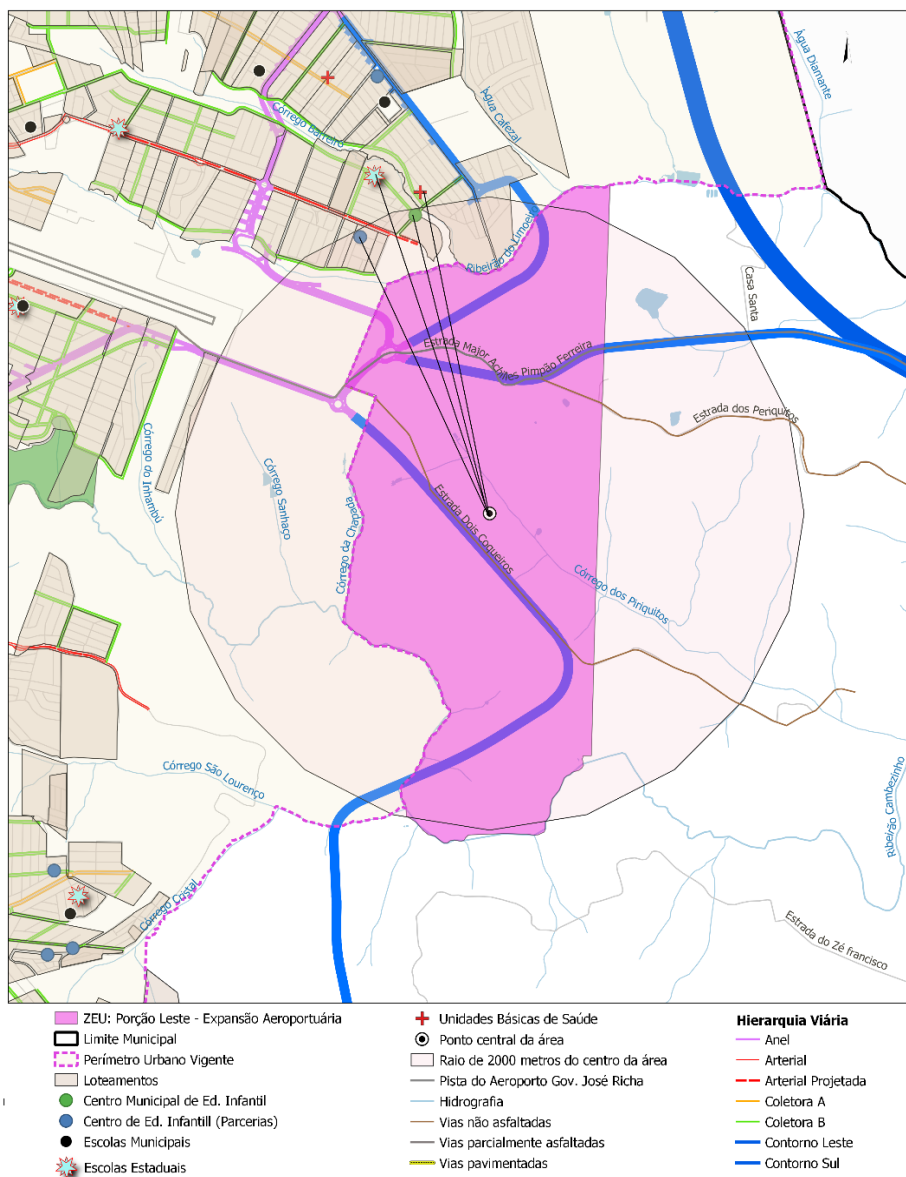 Água Diamante
Córrego Barreiro
Água Cafezal
Ribeirão do Limoeiro
Casa Santa
Estrada Major Achiles Pimpão Ferreira
Estrada dos Periquitos
Córrego do Inhambú
Córrego Sanhaço
Córrego da Chapada
Estrada Dois Coqueiros
Córrego dos Piriquitos
Córrego São Lourenço
Ribeirão Cambezinho
Córrego Cristal
Estrada do Zé francisco
ZEU: Porção Leste - Expansão Aeroportuária
Limite Municipal
Perímetro Urbano Vigente
Loteamentos
Centro Municipal de Ed. Infantil
Centro de Ed. Infantill (Parcerias)
Escolas Municipais
Escolas Estaduais
Unidades Básicas de Saúde
Ponto central da área
Raio de 2000 metros do centro da área
Pista do Aeroporto Gov. José Richa
Hidrografia
Vias não asfaltadas
Vias parcialmente asfaltadas
Vias pavimentadas
Hierarquia Viária
Anel
Arterial
Arterial Projetada
Coletora A
Coletora B
Contorno Leste
Contorno Sul